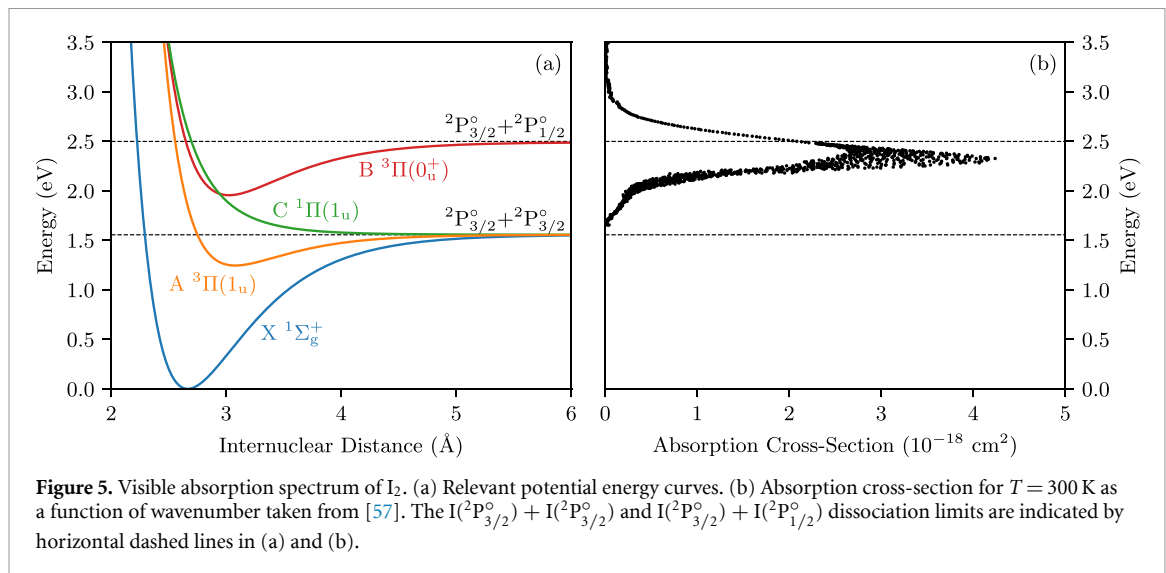 (a)
3.5
3.0
2.5
2.0
1.5
1.0
0.5
0.0
Energy (eV)
²P°₃/₂+²P°₁/₂
B ³Π(0⁺ᵤ)
C ¹Π(1ᵤ)
²P°₃/₂+²P°₃/₂
A ³Π(1ᵤ)
X ¹Σ⁺g
2 3 4 5 6
Internuclear Distance (Å)
(b)
3.5
3.0
2.5
2.0
1.5
1.0
0.5
0.0
Energy (eV)
0 1 2 3 4 5
Absorption Cross-Section (10⁻¹⁸ cm²)
Figure 5. Visible absorption spectrum of I₂. (a) Relevant potential energy curves. (b) Absorption cross-section for T = 300 K as
a function of wavenumber taken from [57]. The I(²P°₃/₂) + I(²P°₃/₂) and I(²P°₃/₂) + I(²P°₁/₂) dissociation limits are indicated by
horizontal dashed lines in (a) and (b).